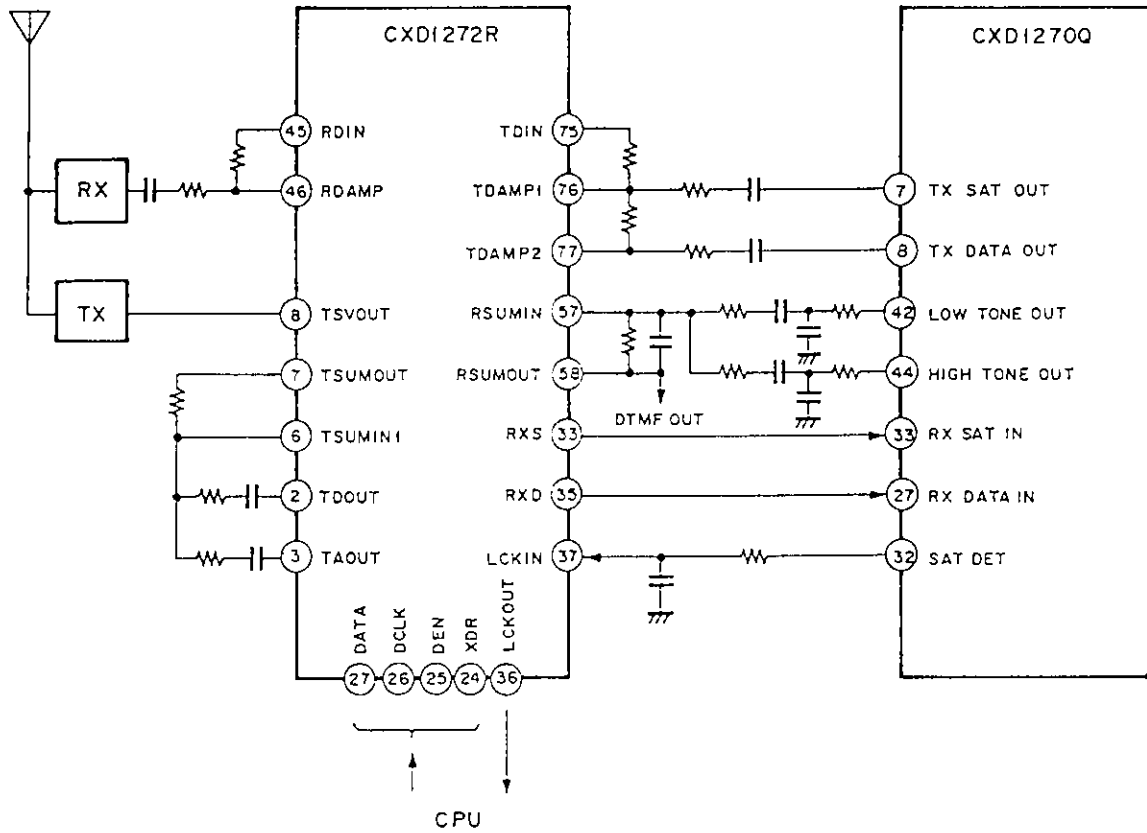 CXD1272R
CXD1270Q
45 RDIN
46 RDAMP
RX
TX
8 TSVOUT
7 TSUMOUT
6 TSUMIN1
2 TDOUT
3 TAOUT
TDIN 75
TDAMP1 76
TDAMP2 77
RSUMIN 57
RSUMOUT 58
DTMF OUT
RXS 33
RXD 35
LCKIN 37
7 TX SAT OUT
8 TX DATA OUT
42 LOW TONE OUT
44 HIGH TONE OUT
33 RX SAT IN
27 RX DATA IN
32 SAT DET
DATA
DCLK
DEN
XDR
LCKOUT
27 26 25 24 36
CPU